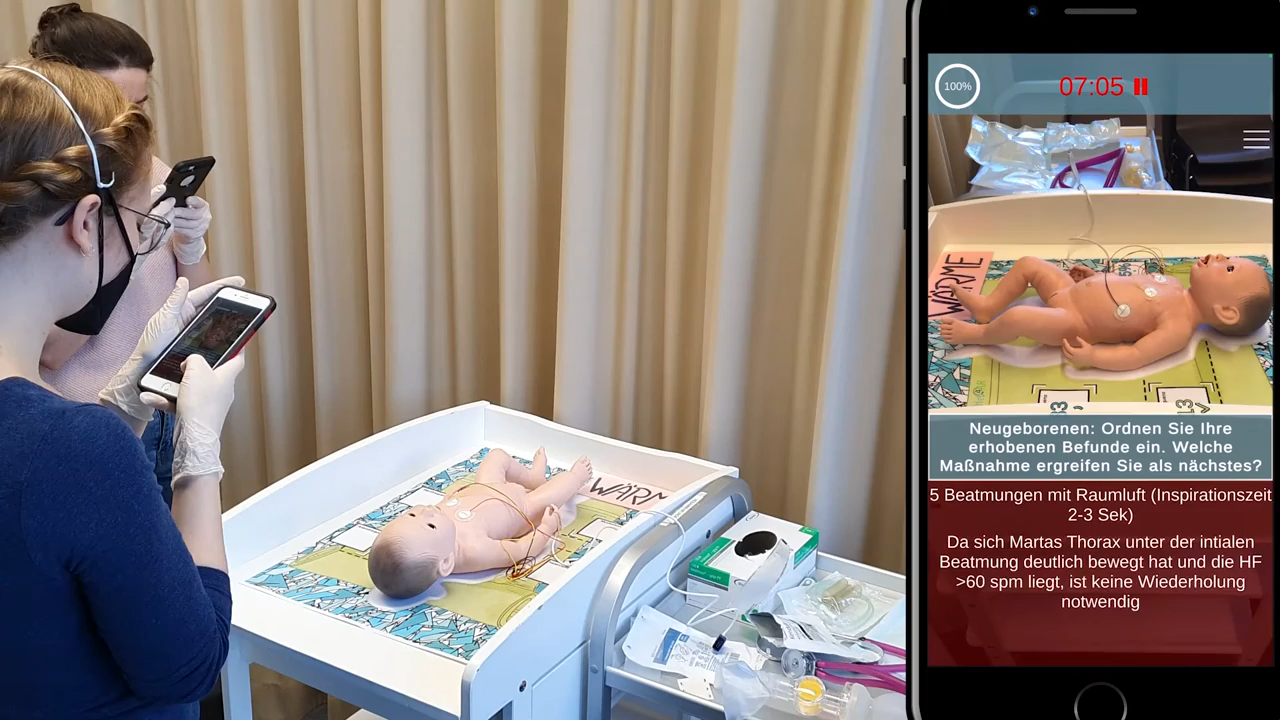 100%
07:05
WÄRME
Neugeborenen: Ordnen Sie Ihre
erhobenen Befunde ein. Welche
Maßnahme ergreifen Sie als nächstes?
5 Beatmungen mit Raumluft (Inspirationszeit
2-3 Sek)
Da sich Martas Thorax unter der intialen
Beatmung deutlich bewegt hat und die HF
>60 spm liegt, ist keine Wiederholung
notwendig
WÄRM